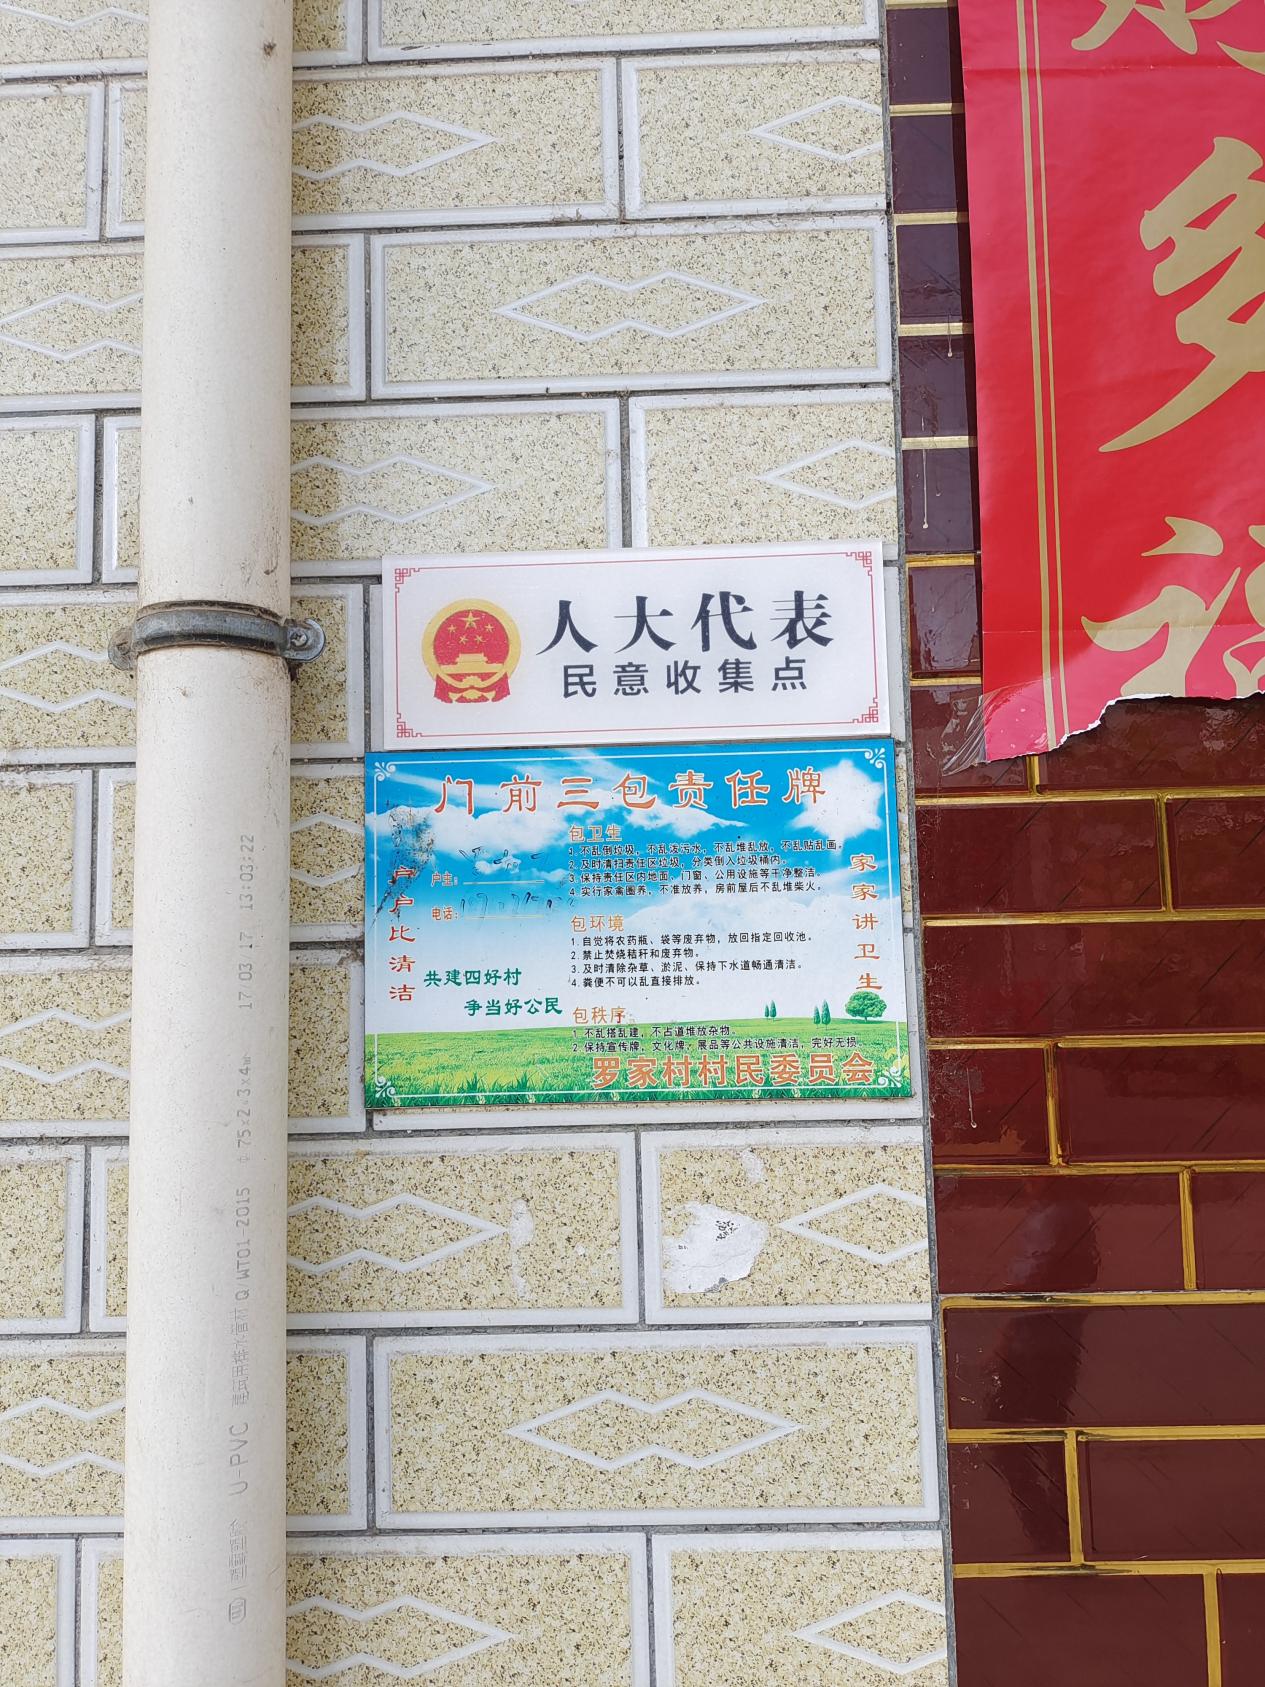 多
福
人大代表
民意收集点
门前三包责任牌
户主:
电话:
户户比清洁
共建四好村
争当好公民
包卫生
1.不乱倒垃圾，不乱泼污水，不乱堆乱放，不乱贴乱画。
2.及时清扫责任区垃圾，分类倒入垃圾桶内。
3.保持责任区内地面、门窗、公用设施等干净整洁。
4.实行家禽圈养，不准放养，房前屋后不乱堆柴火。
包环境
1.自觉将农药瓶、袋等废弃物，放回指定回收池。
2.禁止焚烧秸秆和废弃物。
3.及时清除杂草、淤泥、保持下水道畅通清洁。
4.粪便不可以乱直接排放。
包秩序
1.不乱搭乱建，不占道堆放杂物。
2.保持宣传牌，文化牌，展品等公共设施清洁，完好无损。
家家讲卫生
罗家村村民委员会
U-PVC
Q WT01-2015
75×2.3×4m
17 03 17 13:03:22